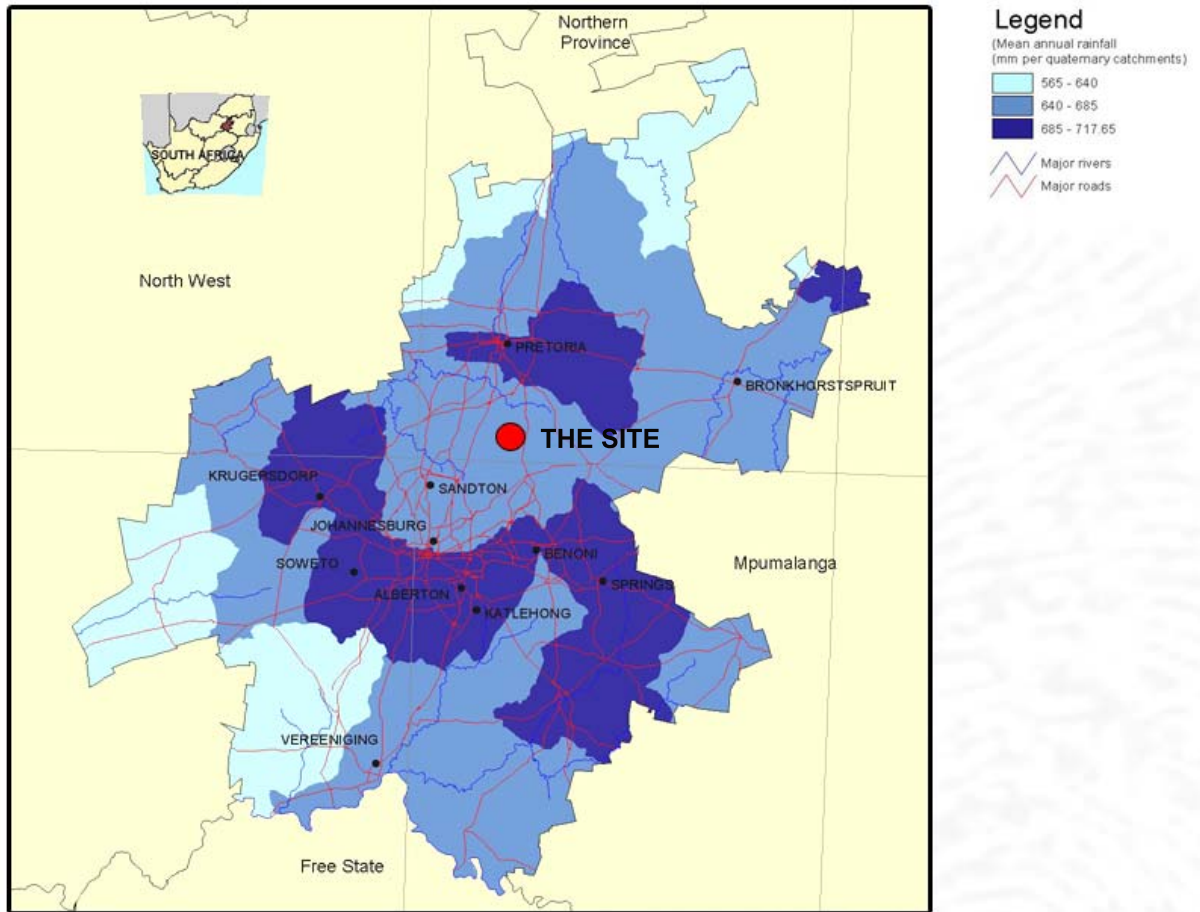 Northern
Province
Legend
(Mean annual rainfall
(mm per quaternary catchments)
565 - 640
640 - 685
685 - 717.65
Major rivers
Major roads
SOUTH AFRICA
North West
PRETORIA
BRONKHORSTSPRUIT
THE SITE
KRUGERSDORP
SANDTON
JOHANNESBURG
BENONI
SOWETO
Mpumalanga
SPRINGS
ALBERTON
KATLEHONG
VEREENIGING
Free State